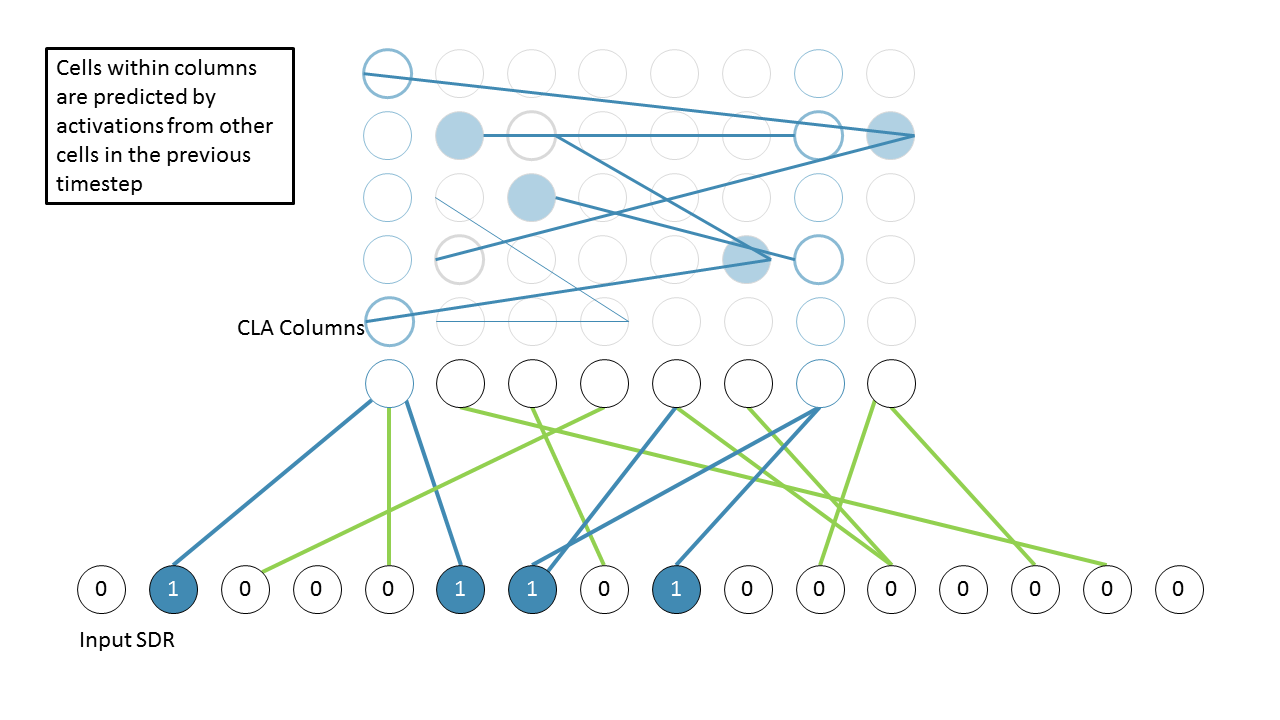 Cells within columns
are predicted by
activations from other
cells in the previous
timestep
CLA Columns
0 1 0 0 0 1 1 0 1 0 0 0 0 0 0 0
Input SDR